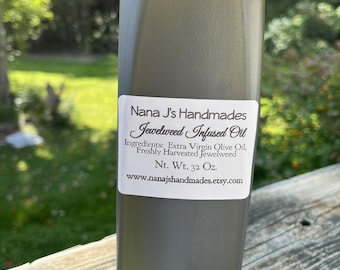 Nana J's Handmades
Jewelweed Infused Oil
Ingredients: Extra Virgin Olive Oil,
Freshly Harvested Jewelweed
Nt. Wt. 32 Oz.
www.nanajshandmades.etsy.com